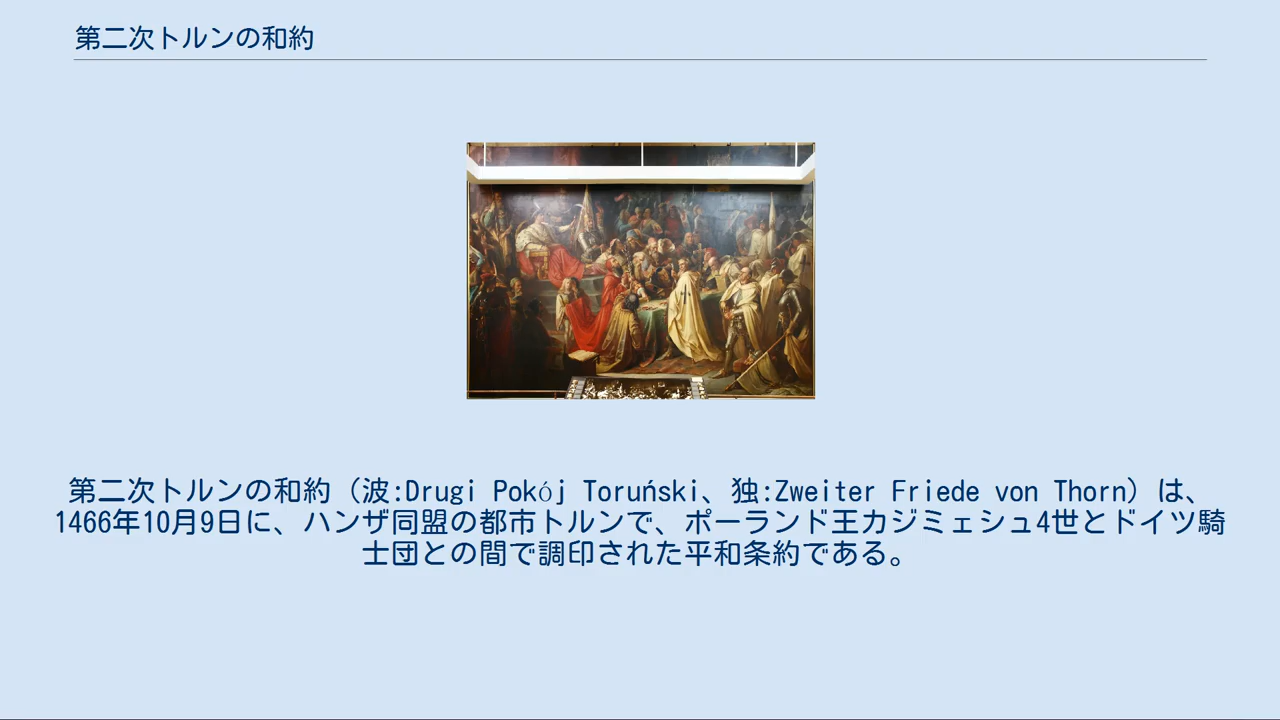 第二次トルンの和約
第二次トルンの和約（波:Drugi Pokój Toruński、独:Zweiter Friede von Thorn）は、
1466年10月9日に、ハンザ同盟の都市トルンで、ポーランド王カジミェシュ4世とドイツ騎
士団との間で調印された平和条約である。